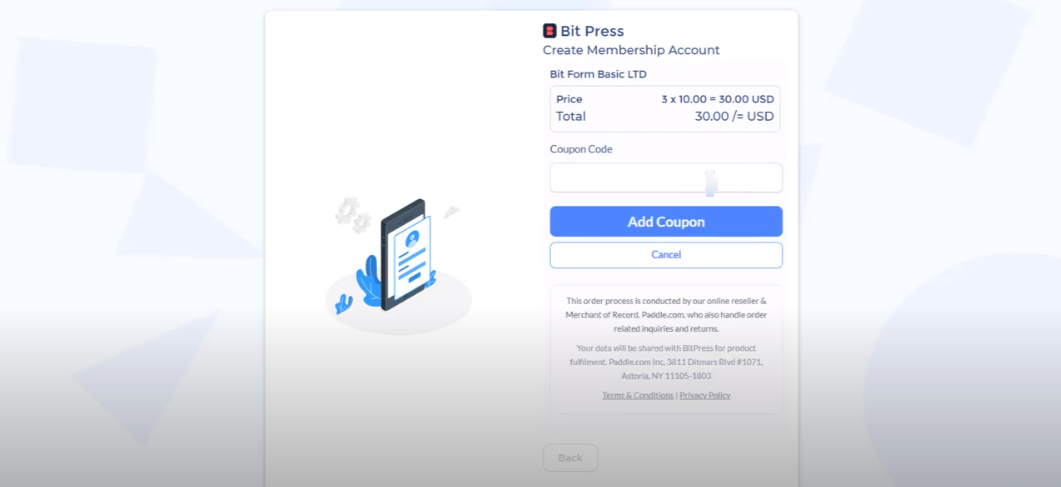 Bit Press
Create Membership Account
Bit Form Basic LTD
Price 3 x 10.00 = 30.00 USD
Total 30.00 /= USD
Coupon Code
Add Coupon
Cancel
This order process is conducted by our online reseller &
Merchant of Record. Paddle.com, who also handle order
related inquiries and returns.
Your data will be shared with BitPress for product
fulfilment. Paddle.com Inc, 3811 Ditmars Blvd #1071,
Astoria, NY 11105-1803
Terms & Conditions | Privacy Policy
Back